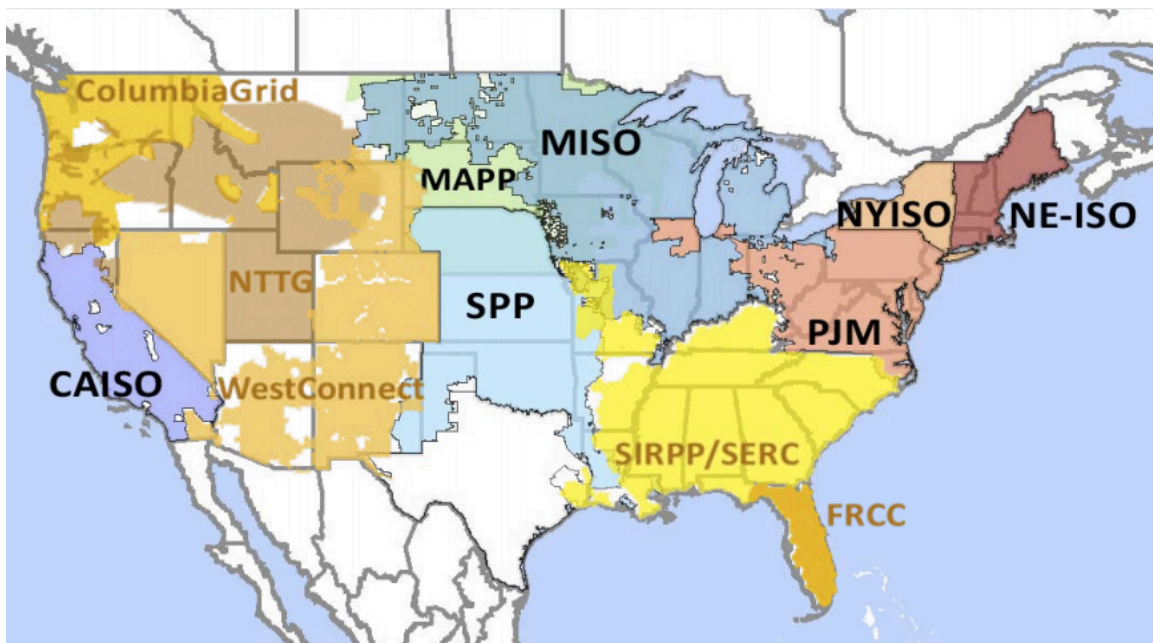 ColumbiaGrid
MISO
MAPP
NYISO
NE-ISO
NTTG
SPP
PJM
CAISO
WestConnect
SIRPP/SERC
FRCC